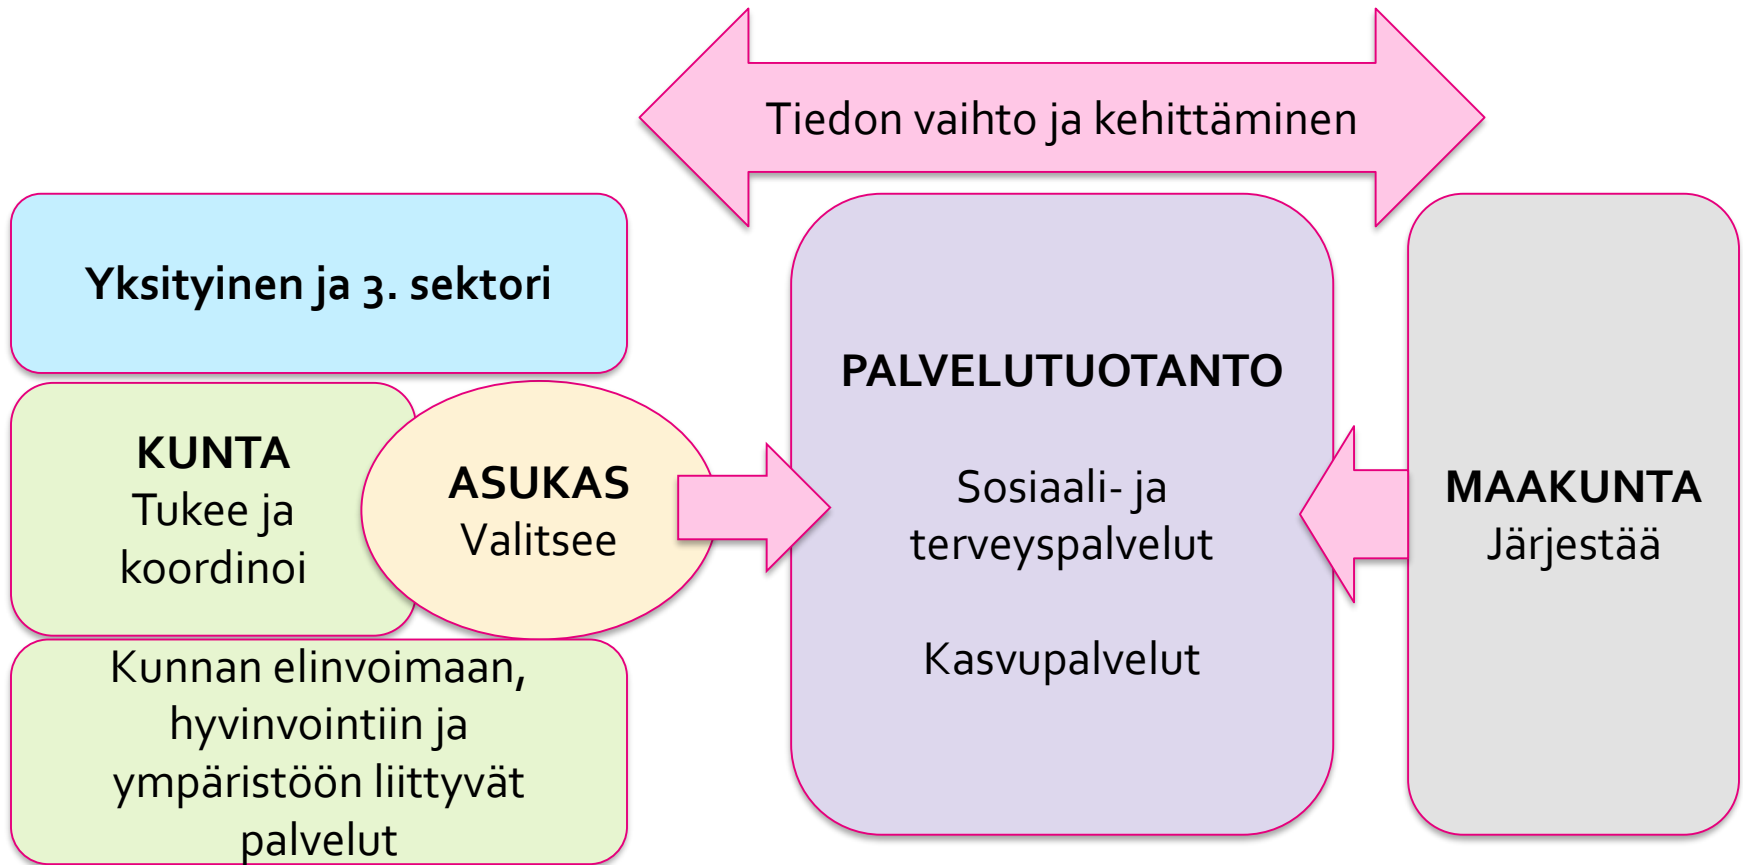 Tiedon vaihto ja kehittäminen
Yksityinen ja 3. sektori
KUNTA
Tukee ja
koordinoi
ASUKAS
Valitsee
Kunnan elinvoimaan,
hyvinvointiin ja
ympäristöön liittyvät
palvelut
PALVELUTUOTANTO
Sosiaali- ja
terveyspalvelut
Kasvupalvelut
MAAKUNTA
Järjestää